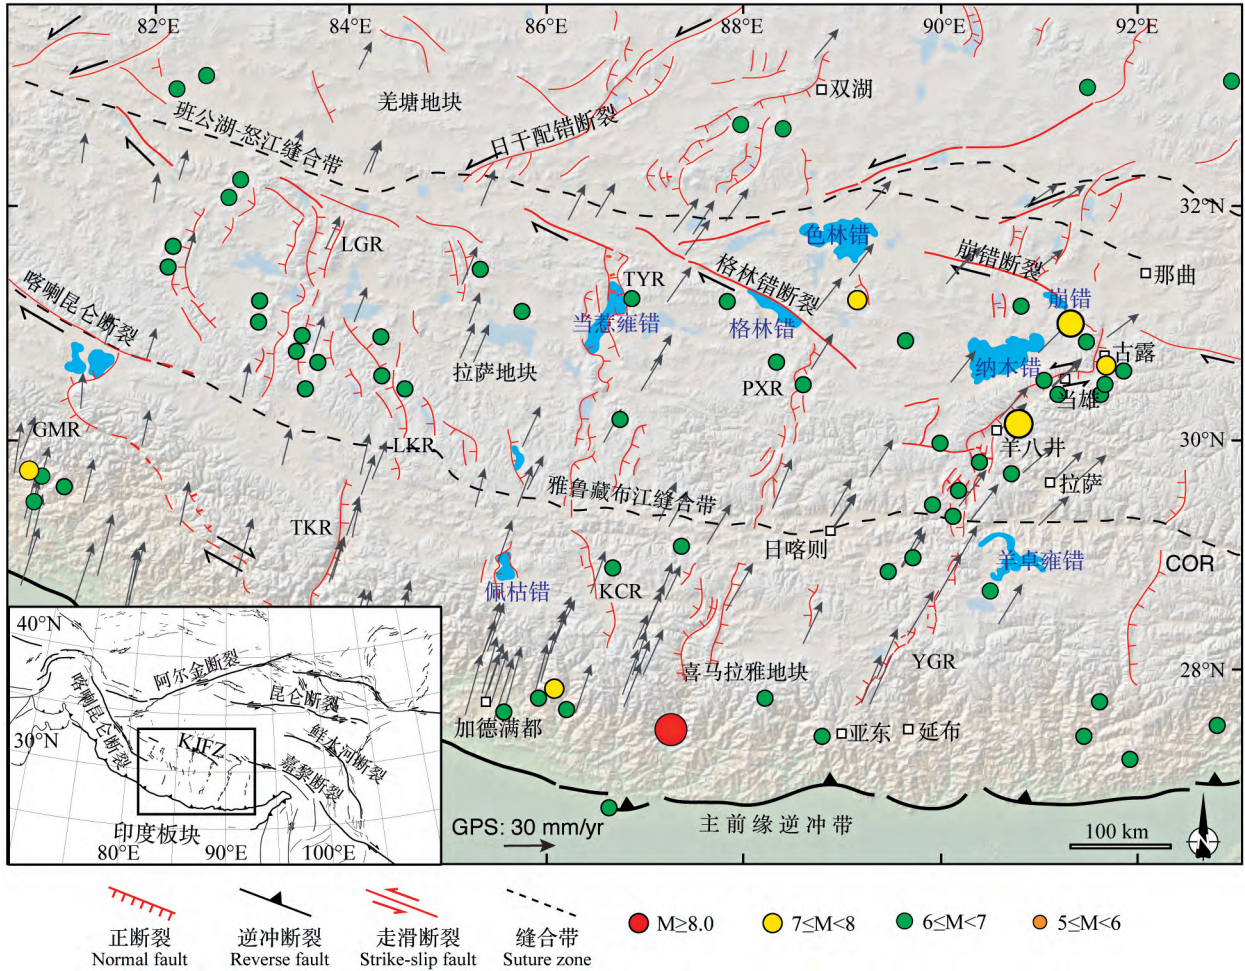 82°E
84°E
86°E
88°E
90°E
92°E
羌塘地块
双湖
班公湖-怒江缝合带
日干配错断裂
32°N
LGR
色林错
崩错断裂
那曲
喀喇昆仑断裂
TYR
格林错断裂
当惹雍错
格林错
崩错
纳木错
古露
拉萨地块
PXR
当雄
GMR
LKR
羊八井
30°N
拉萨
雅鲁藏布江缝合带
TKR
日喀则
羊卓雍错
COR
佩枯错
KCR
YGR
喜马拉雅地块
28°N
加德满都
亚东
延布
主前缘逆冲带
GPS: 30 mm/yr
100 km
N
40°N
阿尔金断裂
喀喇昆仑断裂
昆仑断裂
30°N
KJFZ
鲜水河断裂
嘉黎断裂
印度板块
80°E
90°E
100°E
正断裂
Normal fault
逆冲断裂
Reverse fault
走滑断裂
Strike-slip fault
缝合带
Suture zone
M≥8.0
7≤M<8
6≤M<7
5≤M<6